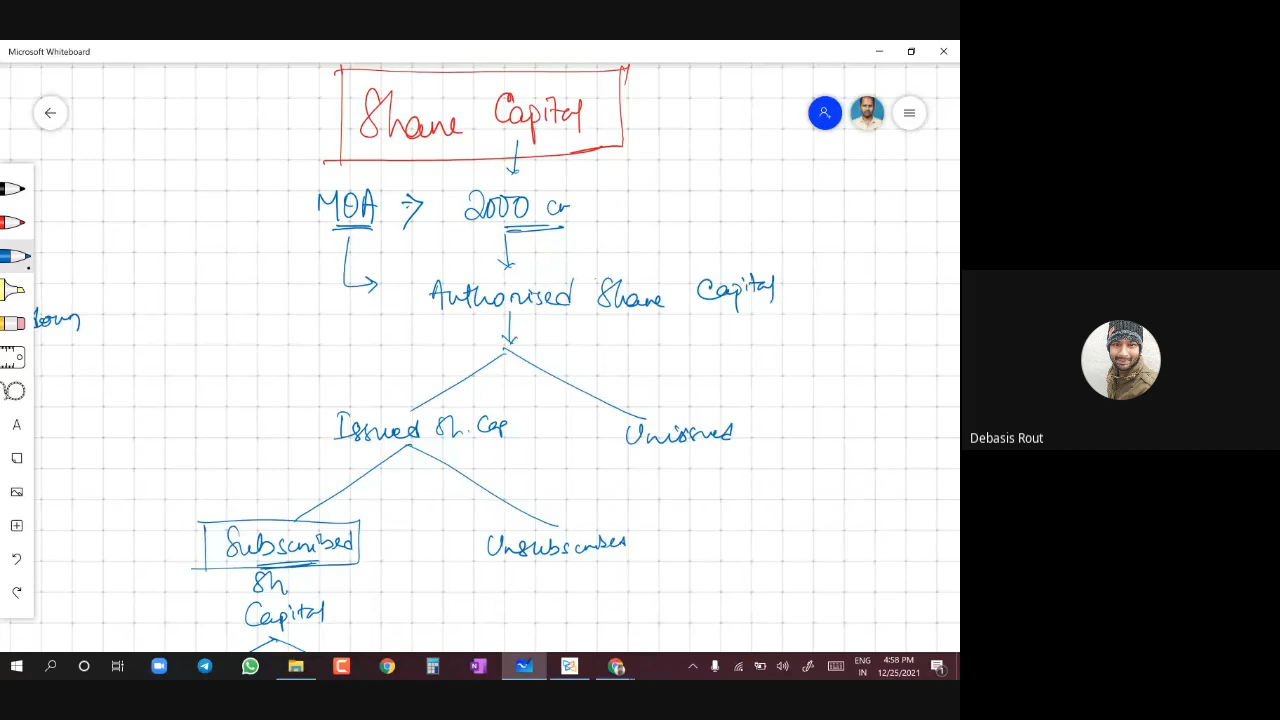 Microsoft Whiteboard
Share Capital
MOA ⇒ 2000 cr
Authorised Share Capital
Issued Sh. Cap Unissued
Subscribed Unsubscribed
Sh.
Capital
A
Debasis Rout
ENG
IN
4:58 PM
12/25/2021